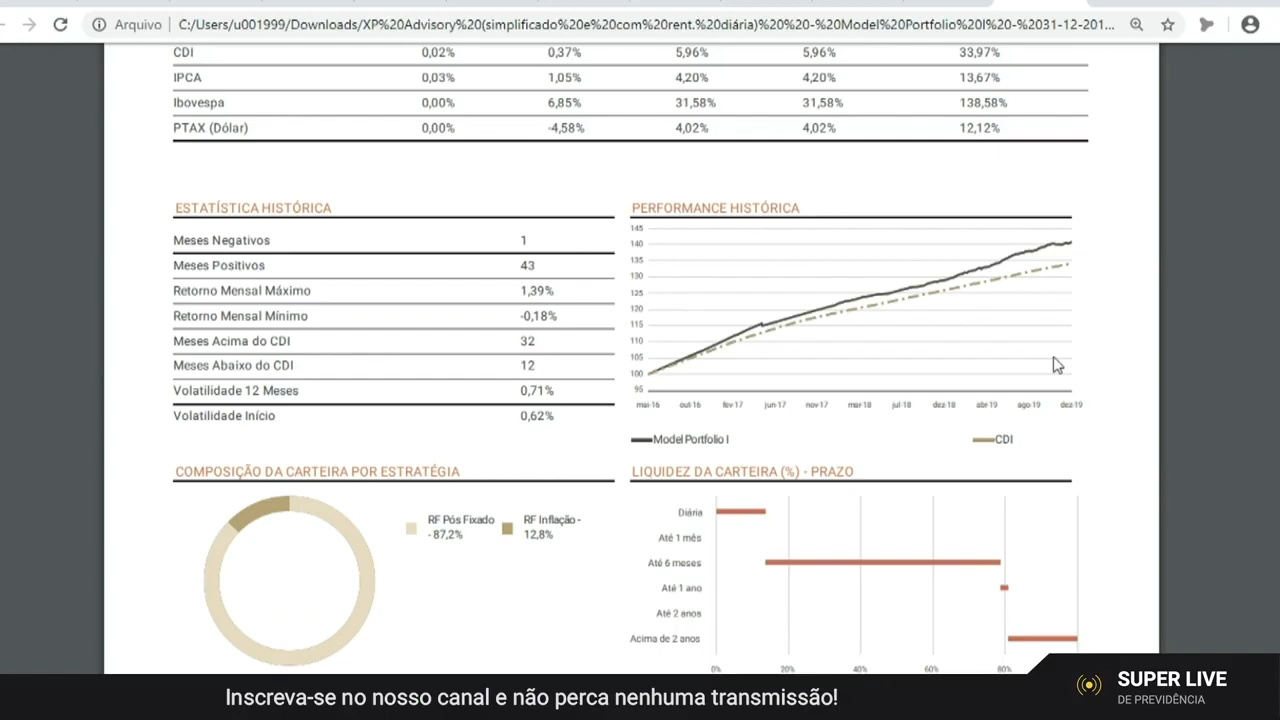 Arquivo | C:/Users/u001999/Downloads/XP%20Advisory%20(simplificado%20e%20com%20rent.%20diária)%20%20-%20Model%20Portfolio%20I%20-%2031-12-201...
CDI 0,02% 0,37% 5,96% 5,96% 33,97%
IPCA 0,03% 1,05% 4,20% 4,20% 13,67%
Ibovespa 0,00% 6,85% 31,58% 31,58% 138,58%
PTAX (Dólar) 0,00% -4,58% 4,02% 4,02% 12,12%
ESTATÍSTICA HISTÓRICA
Meses Negativos 1
Meses Positivos 43
Retorno Mensal Máximo 1,39%
Retorno Mensal Mínimo -0,18%
Meses Acima do CDI 32
Meses Abaixo do CDI 12
Volatilidade 12 Meses 0,71%
Volatilidade Início 0,62%
PERFORMANCE HISTÓRICA
145
140
135
130
125
120
115
110
105
100
95
mai-16 out-16 fev-17 jun-17 nov-17 mar-18 jul-18 dez-18 abr-19 ago-19 dez-19
Model Portfolio I CDI
COMPOSIÇÃO DA CARTEIRA POR ESTRATÉGIA
RF Pós Fixado RF Inflação -
- 87,2% 12,8%
LIQUIDEZ DA CARTEIRA (%) - PRAZO
Diária
Até 1 mês
Até 6 meses
Até 1 ano
Até 2 anos
Acima de 2 anos
0% 20% 40% 60% 80%
Inscreva-se no nosso canal e não perca nenhuma transmissão!
SUPER LIVE
DE PREVIDÊNCIA